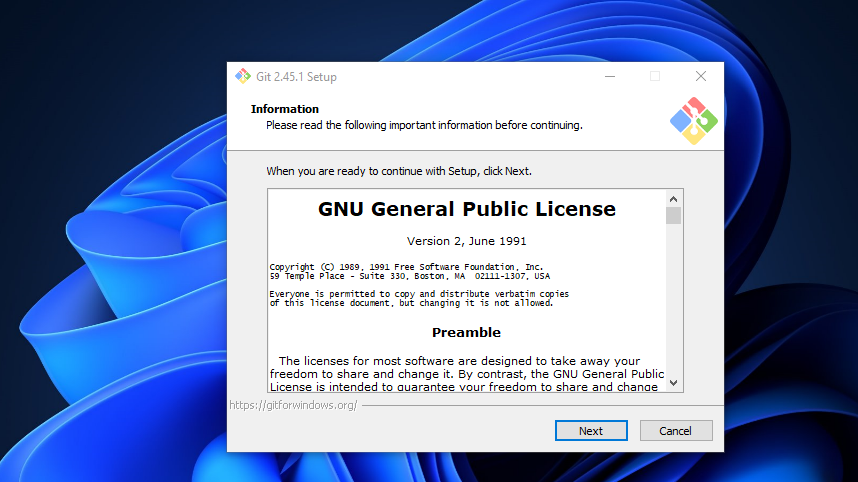 Git 2.45.1 Setup
Information
Please read the following important information before continuing.
When you are ready to continue with Setup, click Next.
GNU General Public License
Version 2, June 1991
Copyright (C) 1989, 1991 Free Software Foundation, Inc.
59 Temple Place - Suite 330, Boston, MA  02111-1307, USA
Everyone is permitted to copy and distribute verbatim copies
of this license document, but changing it is not allowed.
Preamble
The licenses for most software are designed to take away your
freedom to share and change it. By contrast, the GNU General Public
License is intended to guarantee your freedom to share and change
https://gitforwindows.org/
Next
Cancel